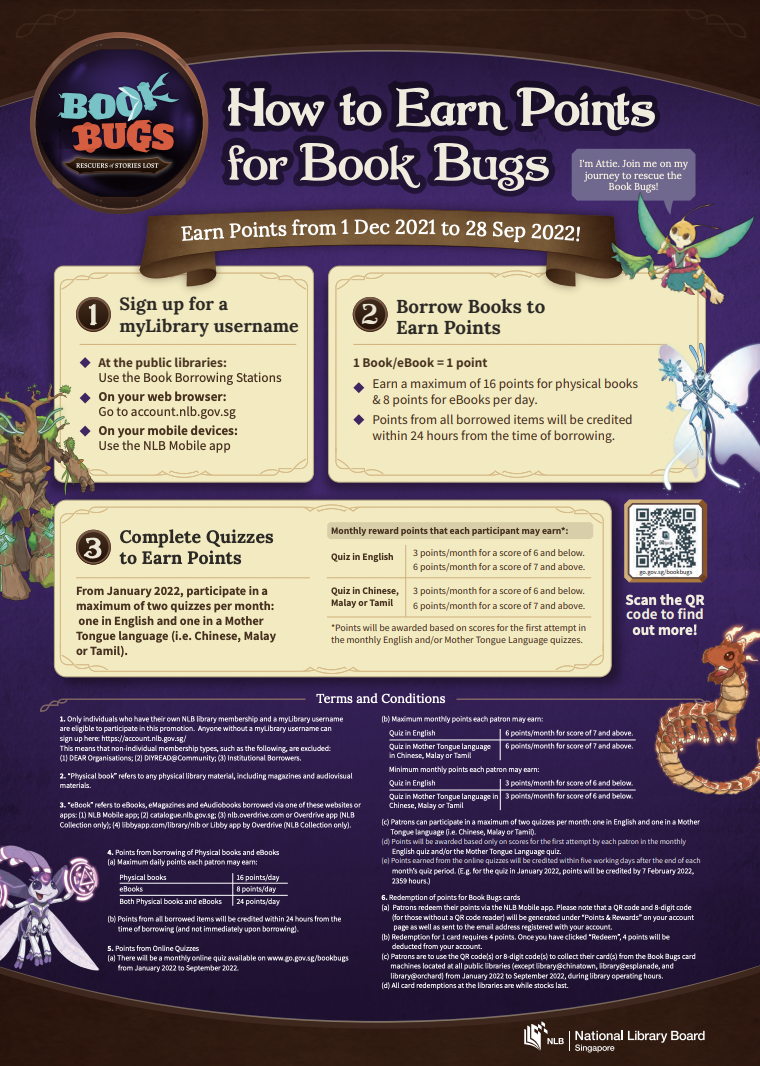 BOOK
BUGS
RESCUERS of STORIES LOST
How to Earn Points
for Book Bugs
I'm Attie. Join me on my
journey to rescue the
Book Bugs!
Earn Points from 1 Dec 2021 to 28 Sep 2022!
1 Sign up for a
myLibrary username
At the public libraries:
Use the Book Borrowing Stations
On your web browser:
Go to account.nlb.gov.sg
On your mobile devices:
Use the NLB Mobile app
2 Borrow Books to
Earn Points
1 Book/eBook = 1 point
Earn a maximum of 16 points for physical books
& 8 points for eBooks per day.
Points from all borrowed items will be credited
within 24 hours from the time of borrowing.
3 Complete Quizzes
to Earn Points
From January 2022, participate in a
maximum of two quizzes per month:
one in English and one in a Mother
Tongue language (i.e. Chinese, Malay
or Tamil).
Monthly reward points that each participant may earn*:
Quiz in English
3 points/month for a score of 6 and below.
6 points/month for a score of 7 and above.
Quiz in Chinese,
Malay or Tamil
3 points/month for a score of 6 and below.
6 points/month for a score of 7 and above.
*Points will be awarded based on scores for the first attempt in
the monthly English and/or Mother Tongue Language quizzes.
go.gov.sg/bookbugs
Scan the QR
code to find
out more!
Terms and Conditions
1. Only individuals who have their own NLB library membership and a myLibrary username
are eligible to participate in this promotion. Anyone without a myLibrary username can
sign up here: https://account.nlb.gov.sg/
This means that non-individual membership types, such as the following, are excluded:
(1) DEAR Organisations; (2) DIYREAD@Community; (3) Institutional Borrowers.
2. "Physical book" refers to any physical library material, including magazines and audiovisual
materials.
3. "eBook" refers to eBooks, eMagazines and eAudiobooks borrowed via one of these websites or
apps: (1) NLB Mobile app; (2) catalogue.nlb.gov.sg; (3) nlb.overdrive.com or Overdrive app (NLB
Collection only); (4) libbyapp.com/library/nlb or Libby app by Overdrive (NLB Collection only).
4. Points from borrowing of Physical books and eBooks
(a) Maximum daily points each patron may earn:
Physical books 16 points/day
eBooks 8 points/day
Both Physical books and eBooks 24 points/day
(b) Points from all borrowed items will be credited within 24 hours from the
time of borrowing (and not immediately upon borrowing).
5. Points from Online Quizzes
(a) There will be a monthly online quiz available on www.go.gov.sg/bookbugs
from January 2022 to September 2022.
(b) Maximum monthly points each patron may earn:
Quiz in English 6 points/month for a score of 7 and above.
Quiz in Mother Tongue language 6 points/month for a score of 7 and above.
in Chinese, Malay or Tamil
Minimum monthly points each patron may earn:
Quiz in English 3 points/month for a score of 6 and below.
Quiz in Mother Tongue language in 3 points/month for a score of 6 and below.
Chinese, Malay or Tamil
(c) Patrons can participate in a maximum of two quizzes per month: one in English and one in a Mother
Tongue language (i.e. Chinese, Malay or Tamil).
(d) Points will be awarded based only on scores for the first attempt by each patron in the monthly
English quiz and/or the Mother Tongue Language quiz.
(e) Points earned from the online quizzes will be credited within five working days after the end of each
month's quiz period. (E.g. for the quiz in January 2022, points will be credited by 7 February 2022,
2359 hours.)
6. Redemption of points for Book Bugs cards
(a) Patrons redeem their points via the NLB Mobile app. Please note that a QR code and 8-digit code
(for those without a QR code reader) will be generated under "Points & Rewards" on your account
page as well as sent to the email address registered with your account.
(b) Redemption for 1 card requires 4 points. Once you have clicked "Redeem", 4 points will be
deducted from your account.
(c) Patrons are to use the QR code(s) or 8-digit code(s) to collect their card(s) from the Book Bugs card
machines located at all public libraries (except library@chinatown, library@esplanade, and
library@orchard) from January 2022 to September 2022, during library operating hours.
(d) All card redemptions at the libraries are while stocks last.
NLB
National Library Board
Singapore